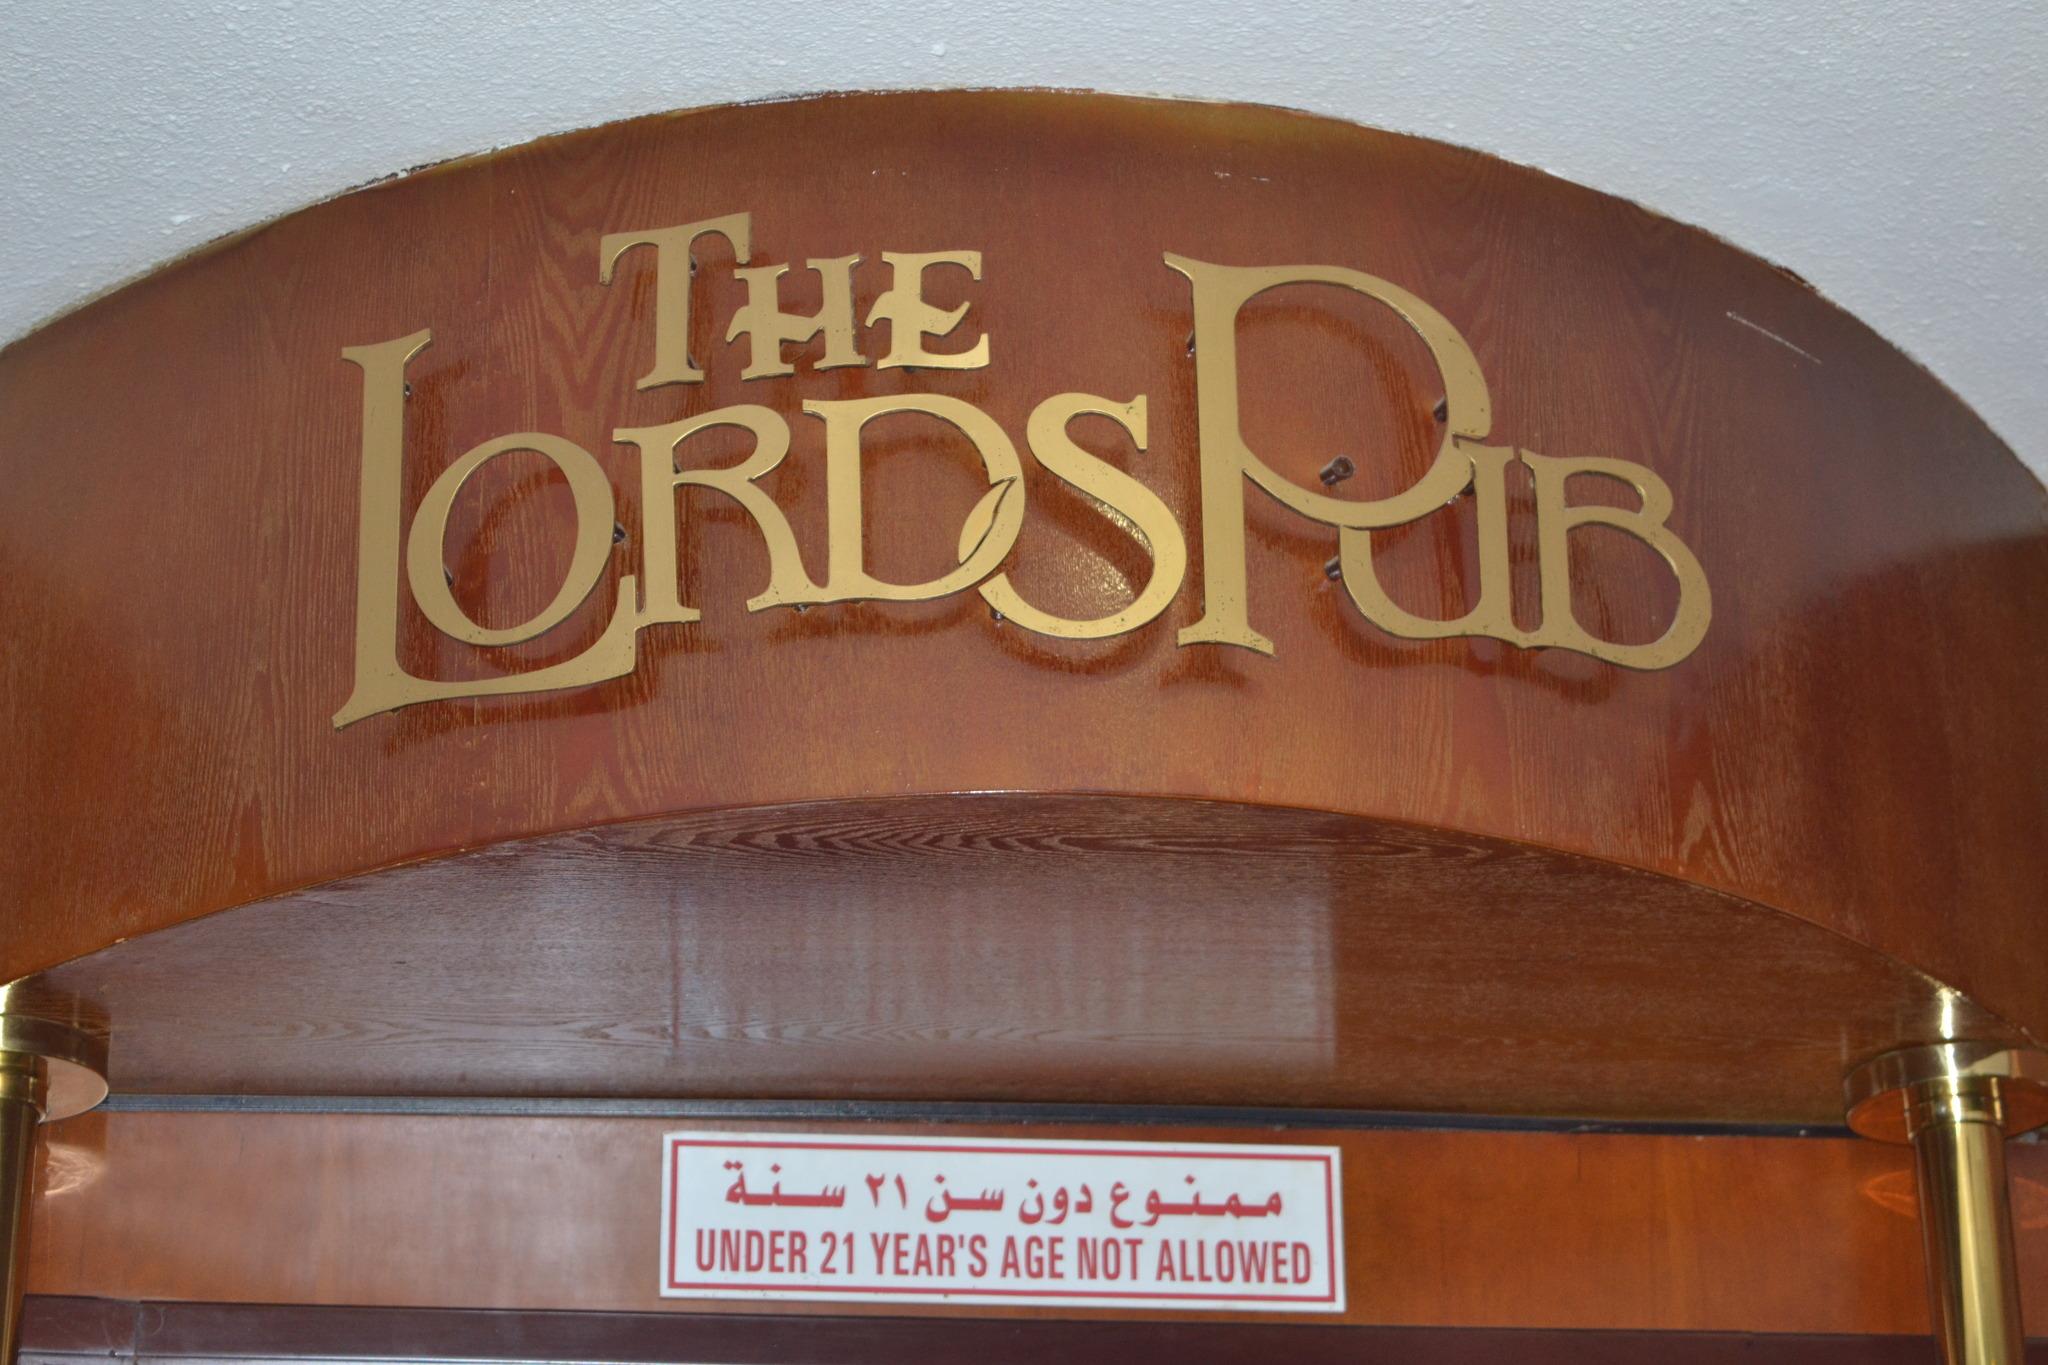 THE
LORDS PUB
ممنوع دون سن ٢١ سنة
UNDER 21 YEAR'S AGE NOT ALLOWED